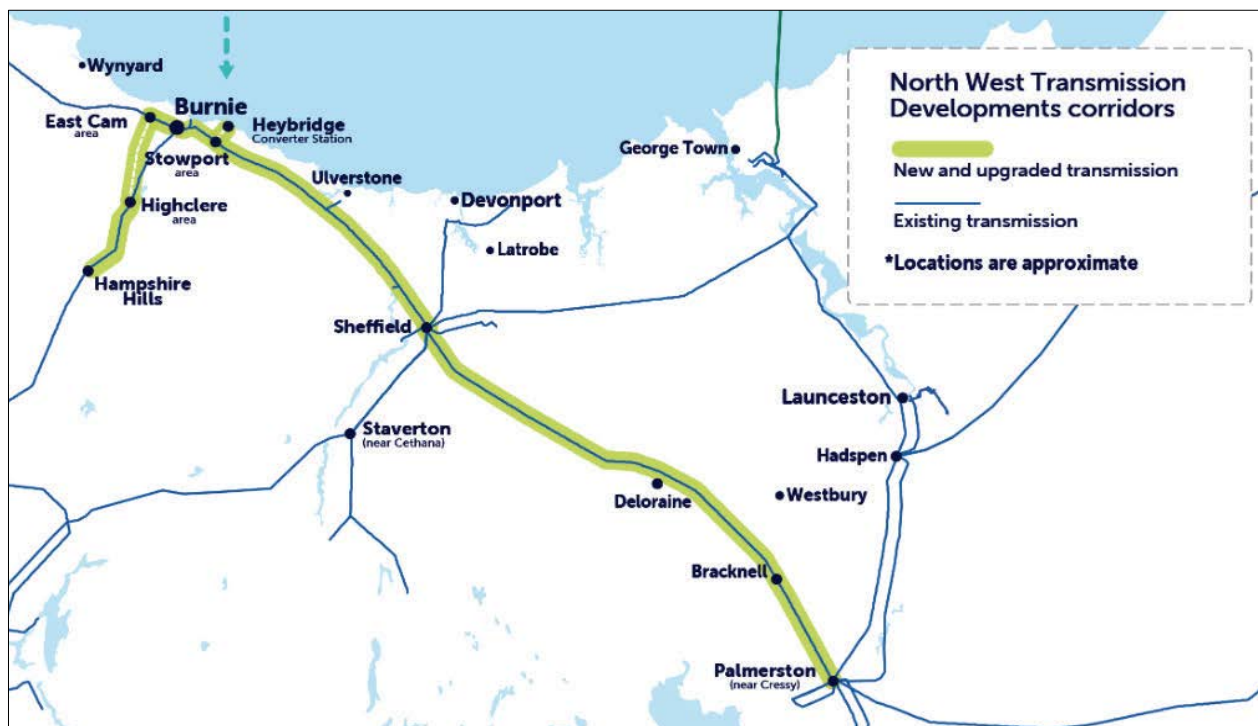 Wynyard
Burnie
East Cam
area
Heybridge
Converter Station
Stowport
area
Ulverstone
Highclere
area
Devonport
Latrobe
Hampshire
Hills
Sheffield
George Town
Staverton
(near Cethana)
Launceston
Hadspen
Deloraine
Westbury
Bracknell
Palmerston
(near Cressy)
North West Transmission
Developments corridors
New and upgraded transmission
Existing transmission
*Locations are approximate